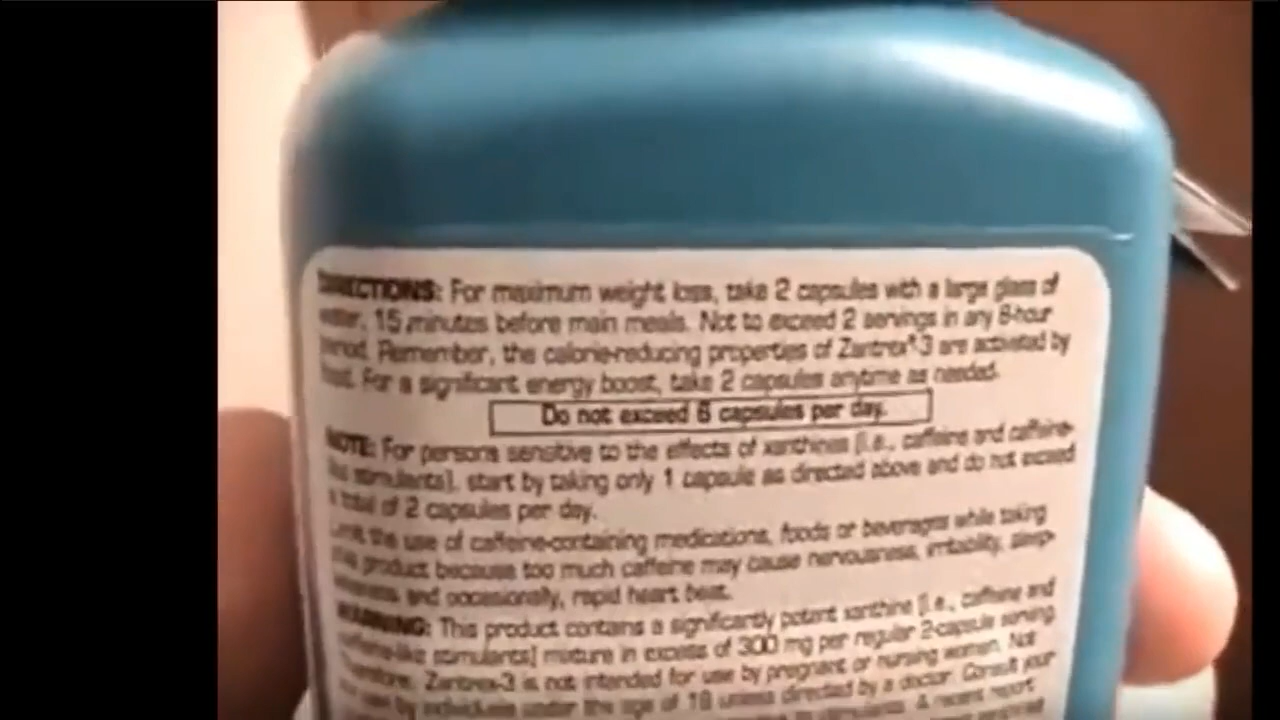 DIRECTIONS: For maximum weight loss, take 2 capsules with a large glass of
water, 15 minutes before main meals. Not to exceed 2 servings in any 8-hour
period. Remember, the calorie-reducing properties of Zantrex®-3 are activated by
food. For a significant energy boost, take 2 capsules anytime as needed.
Do not exceed 6 capsules per day.
NOTE: For persons sensitive to the effects of xanthines [i.e., caffeine and caffeine-
like stimulants], start by taking only 1 capsule as directed above and do not exceed
a total of 2 capsules per day.
Limit the use of caffeine-containing medications, foods or beverages while taking
this product because too much caffeine may cause nervousness, irritability, sleep-
lessness and occasionally, rapid heart beat.
WARNING: This product contains a significantly potent xanthine [i.e., caffeine and
caffeine-like stimulants] mixture in excess of 300 mg per regular 2-capsule serving.
Therefore, Zantrex-3 is not intended for use by pregnant or nursing women. Not
for use by individuals under the age of 18 unless directed by a doctor. Consult your
to stimulants. A recent report